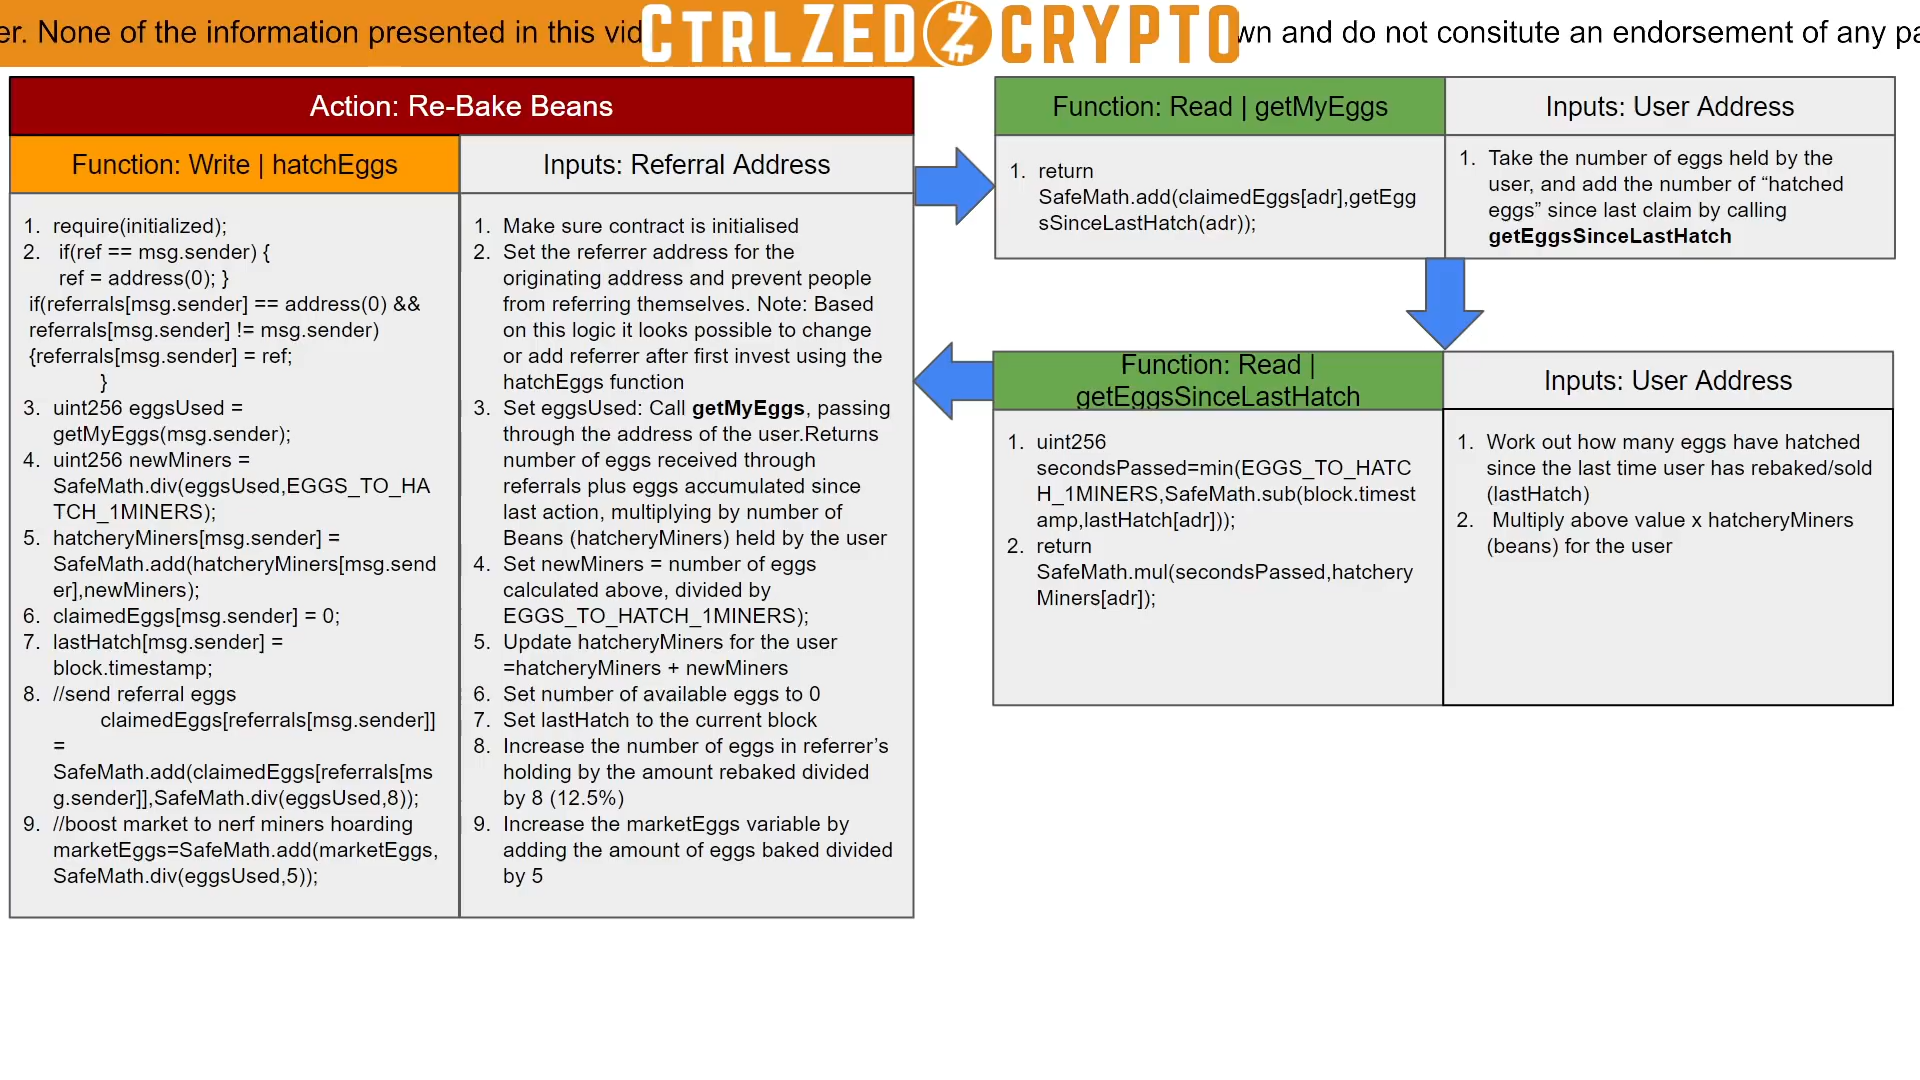 er. None of the information presented in this vid
CTRLZED CRYPTO
wn and do not consitute an endorsement of any pa
Action: Re-Bake Beans
Function: Write | hatchEggs
Inputs: Referral Address
1. require(initialized);
2. if(ref == msg.sender) {
ref = address(0); }
if(referrals[msg.sender] == address(0) &&
referrals[msg.sender] != msg.sender)
{referrals[msg.sender] = ref;
}
3. uint256 eggsUsed =
getMyEggs(msg.sender);
4. uint256 newMiners =
SafeMath.div(eggsUsed,EGGS_TO_HA
TCH_1MINERS);
5. hatcheryMiners[msg.sender] =
SafeMath.add(hatcheryMiners[msg.send
er],newMiners);
6. claimedEggs[msg.sender] = 0;
7. lastHatch[msg.sender] =
block.timestamp;
8. //send referral eggs
claimedEggs[referrals[msg.sender]]
=
SafeMath.add(claimedEggs[referrals[ms
g.sender]],SafeMath.div(eggsUsed,8));
9. //boost market to nerf miners hoarding
marketEggs=SafeMath.add(marketEggs,
SafeMath.div(eggsUsed,5));
1. Make sure contract is initialised
2. Set the referrer address for the
originating address and prevent people
from referring themselves. Note: Based
on this logic it looks possible to change
or add referrer after first invest using the
hatchEggs function
3. Set eggsUsed: Call getMyEggs, passing
through the address of the user.Returns
number of eggs received through
referrals plus eggs accumulated since
last action, multiplying by number of
Beans (hatcheryMiners) held by the user
4. Set newMiners = number of eggs
calculated above, divided by
EGGS_TO_HATCH_1MINERS);
5. Update hatcheryMiners for the user
=hatcheryMiners + newMiners
6. Set number of available eggs to 0
7. Set lastHatch to the current block
8. Increase the number of eggs in referrer’s
holding by the amount rebaked divided
by 8 (12.5%)
9. Increase the marketEggs variable by
adding the amount of eggs baked divided
by 5
Function: Read | getMyEggs
Inputs: User Address
1. return
SafeMath.add(claimedEggs[adr],getEgg
sSinceLastHatch(adr));
1. Take the number of eggs held by the
user, and add the number of “hatched
eggs” since last claim by calling
getEggsSinceLastHatch
Function: Read |
getEggsSinceLastHatch
Inputs: User Address
1. uint256
secondsPassed=min(EGGS_TO_HATC
H_1MINERS,SafeMath.sub(block.timest
amp,lastHatch[adr]));
2. return
SafeMath.mul(secondsPassed,hatchery
Miners[adr]);
1. Work out how many eggs have hatched
since the last time user has rebaked/sold
(lastHatch)
2. Multiply above value x hatcheryMiners
(beans) for the user